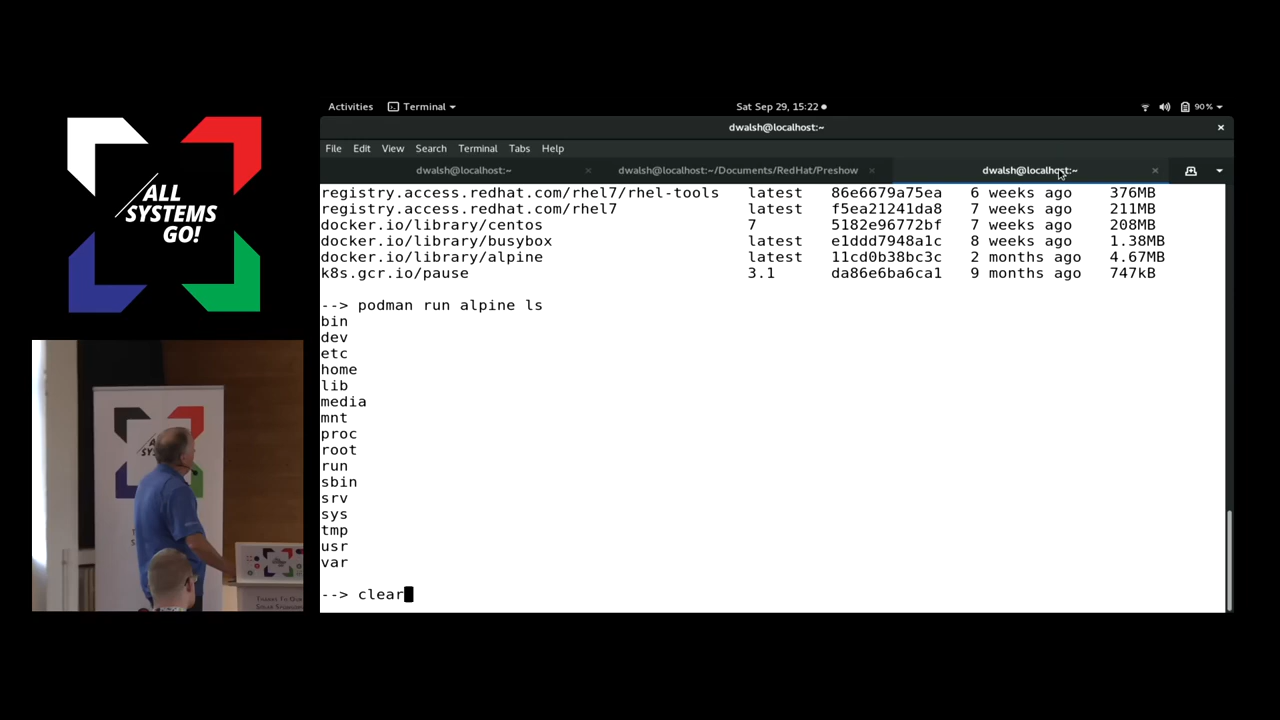 ALL
SYSTEMS
GO!
Activities
Terminal
Sat Sep 29, 15:22
90%
dwalsh@localhost:~
File Edit View Search Terminal Tabs Help
dwalsh@localhost:~
dwalsh@localhost:~/Documents/RedHat/Preshow
dwalsh@localhost:~
registry.access.redhat.com/rhel7/rhel-tools latest 86e6679a75ea 6 weeks ago 376MB
registry.access.redhat.com/rhel7 latest f5ea21241da8 7 weeks ago 211MB
docker.io/library/centos 7 5182e96772bf 7 weeks ago 208MB
docker.io/library/busybox latest e1ddd7948a1c 8 weeks ago 1.38MB
docker.io/library/alpine latest 11cd0b38bc3c 2 months ago 4.67MB
k8s.gcr.io/pause 3.1 da86e6ba6ca1 9 months ago 747kB
--> podman run alpine ls
bin
dev
etc
home
lib
media
mnt
proc
root
run
sbin
srv
sys
tmp
usr
var
--> clear